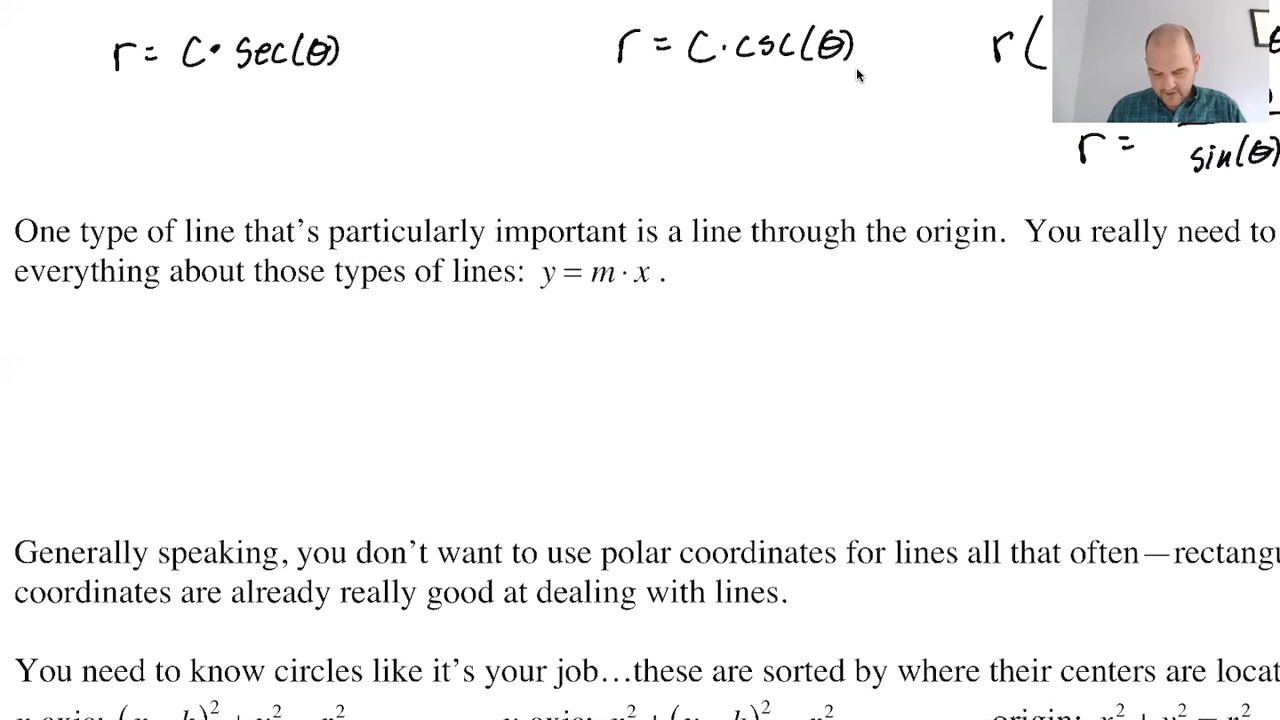 r = C · sec(θ)
r = C · csc(θ)
r(
r =
sin(θ)
One type of line that's particularly important is a line through the origin. You really need to
everything about those types of lines: y = m · x .
Generally speaking, you don't want to use polar coordinates for lines all that often—rectangu
coordinates are already really good at dealing with lines.
You need to know circles like it's your job…these are sorted by where their centers are locat